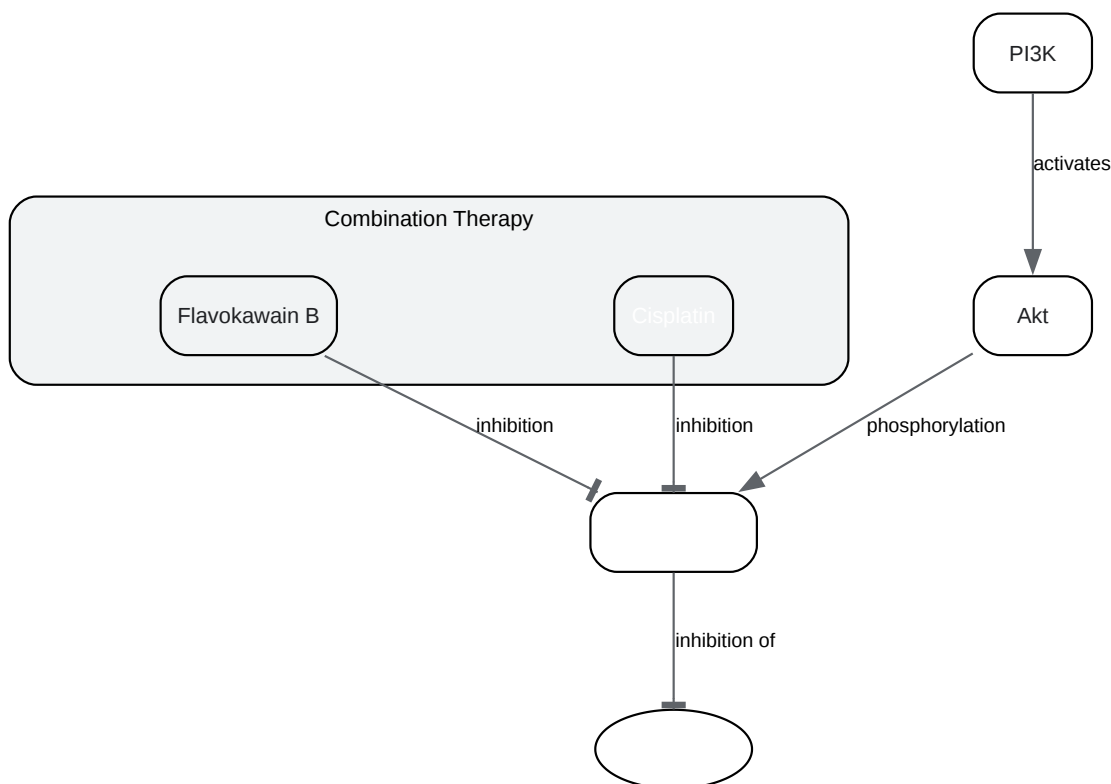 PI3K
activates
Combination Therapy
Flavokawain B
Cisplatin
Akt
inhibition
inhibition
phosphorylation
inhibition of